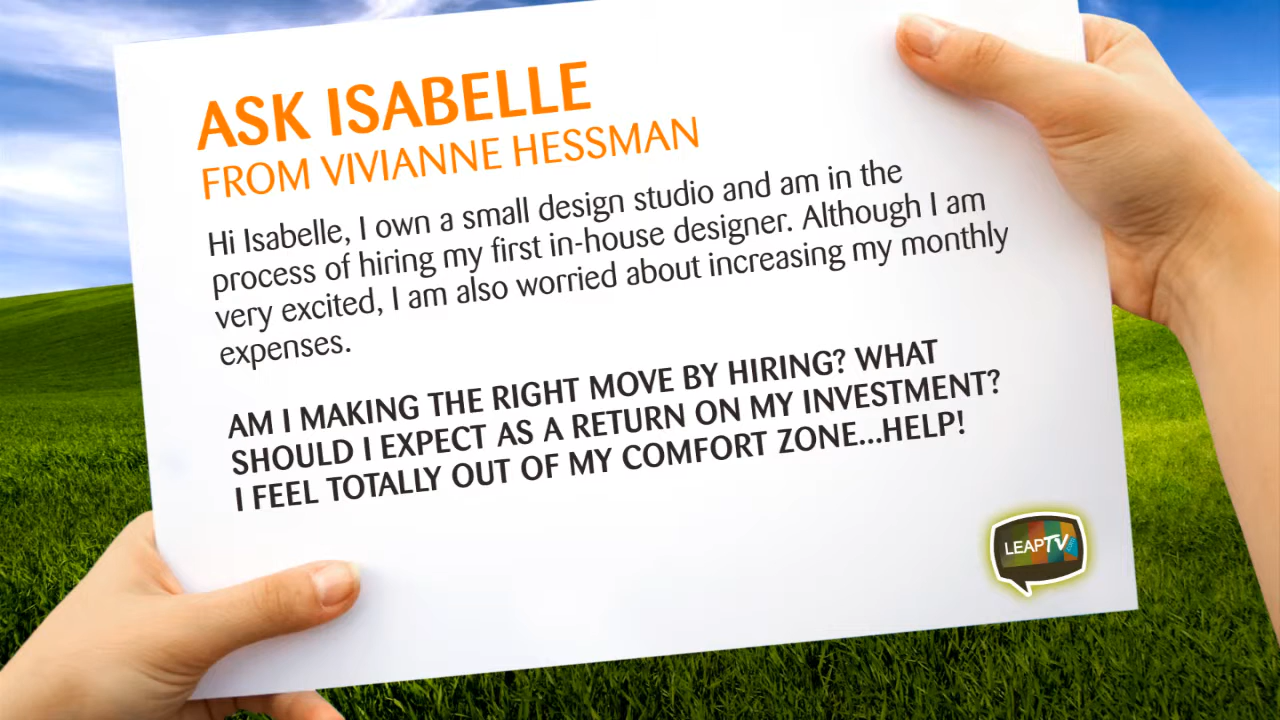 ASK ISABELLE
FROM VIVIANNE HESSMAN
Hi Isabelle, I own a small design studio and am in the
process of hiring my first in-house designer. Although I am
very excited, I am also worried about increasing my monthly
expenses.
AM I MAKING THE RIGHT MOVE BY HIRING? WHAT
SHOULD I EXPECT AS A RETURN ON MY INVESTMENT?
I FEEL TOTALLY OUT OF MY COMFORT ZONE...HELP!
LEAPTV